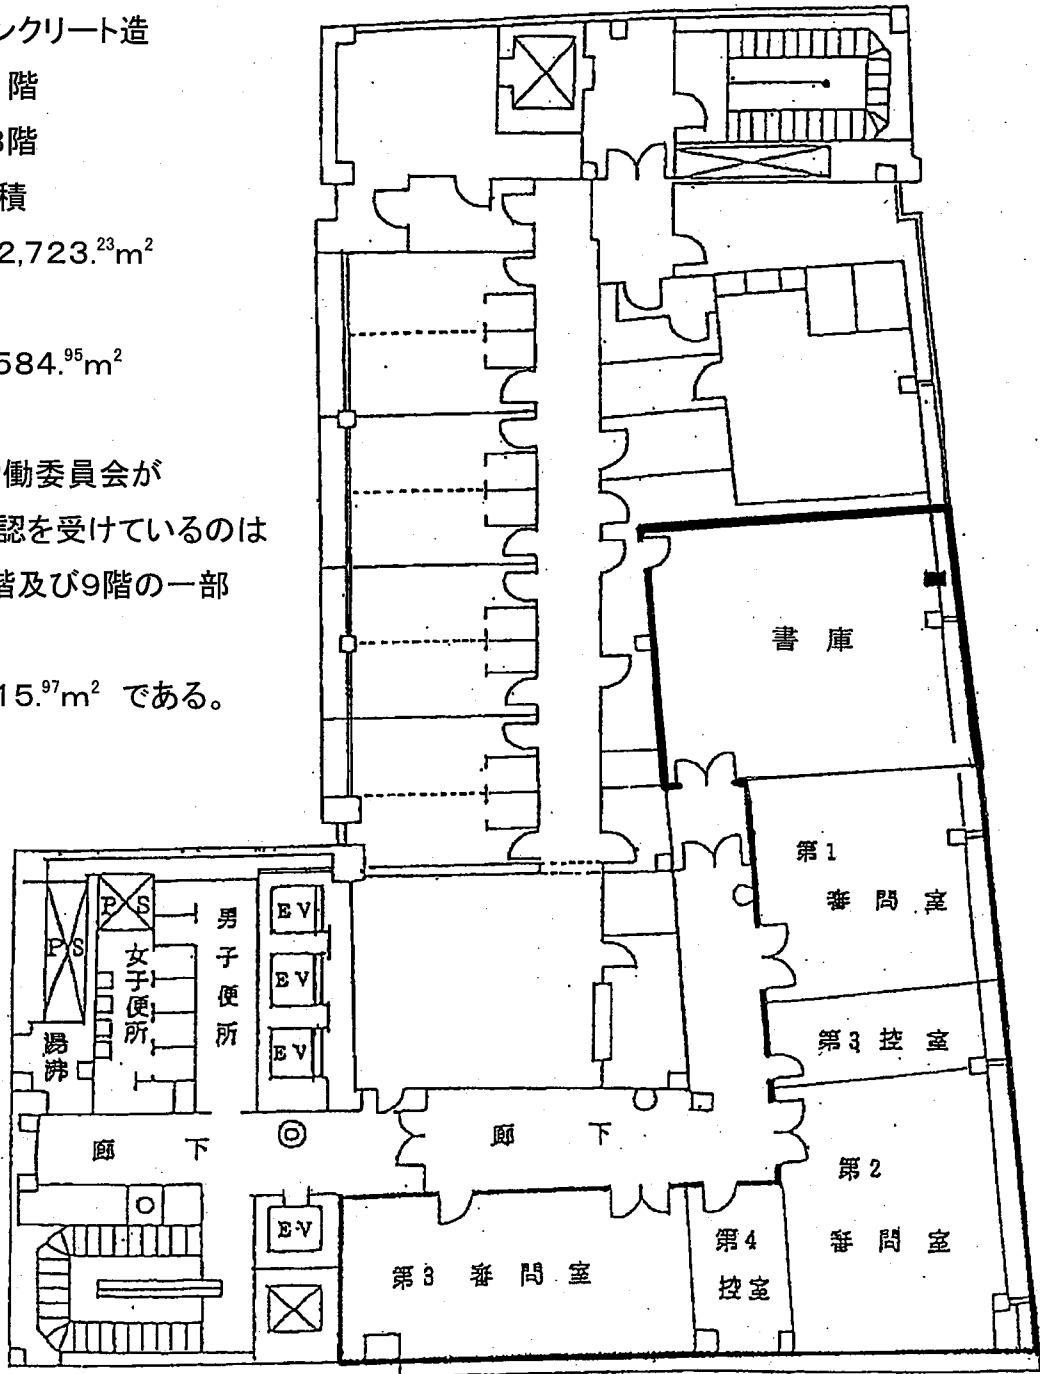 ンクリート造
階
3階
積
2,723.23m2
584.95m2
働委員会が
認を受けているのは
階及び9階の一部
15.97m2 である。
書庫
第1
審問室
第3控室
第2
審問室
第4
控室
第3 審問室
廊下
廊下
男子便所
女子便所
湯沸
PS
PS
EV
EV
EV
EV